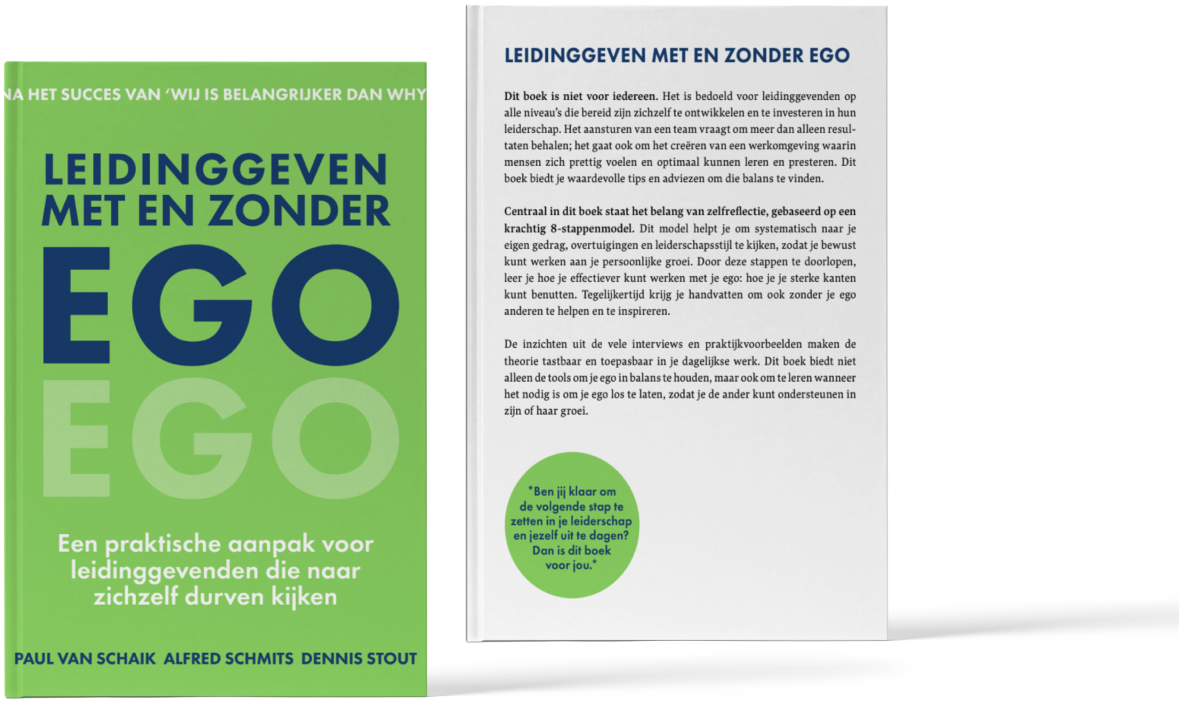 NA HET SUCCES VAN ‘WIJ IS BELANGRIJKER DAN WHY
LEIDINGGEVEN
MET EN ZONDER
EGO
EGO
Een praktische aanpak voor
leidinggevenden die naar
zichzelf durven kijken
PAUL VAN SCHAIK ALFRED SCHMITS DENNIS STOUT
LEIDINGGEVEN MET EN ZONDER EGO
Dit boek is niet voor iedereen. Het is bedoeld voor leidinggevenden op
alle niveau’s die bereid zijn zichzelf te ontwikkelen en te investeren in hun
leiderschap. Het aansturen van een team vraagt om meer dan alleen resul-
taten behalen; het gaat ook om het creëren van een werkomgeving waarin
mensen zich prettig voelen en optimaal kunnen leren en presteren. Dit
boek biedt je waardevolle tips en adviezen om die balans te vinden.
Centraal in dit boek staat het belang van zelfreflectie, gebaseerd op een
krachtig 8-stappenmodel. Dit model helpt je om systematisch naar je
eigen gedrag, overtuigingen en leiderschapsstijl te kijken, zodat je bewust
kunt werken aan je persoonlijke groei. Door deze stappen te doorlopen,
leer je hoe je effectiever kunt werken met je ego: hoe je je sterke kanten
kunt benutten. Tegelijkertijd krijg je handvatten om ook zonder je ego
anderen te helpen en te inspireren.
De inzichten uit de vele interviews en praktijkvoorbeelden maken de
theorie tastbaar en toepasbaar in je dagelijkse werk. Dit boek biedt niet
alleen de tools om je ego in balans te houden, maar ook om te leren wanneer
het nodig is om je ego los te laten, zodat je de ander kunt ondersteunen in
zijn of haar groei.
"Ben jij klaar om
de volgende stap te
zetten in je leiderschap
en jezelf uit te dagen?
Dan is dit boek
voor jou."